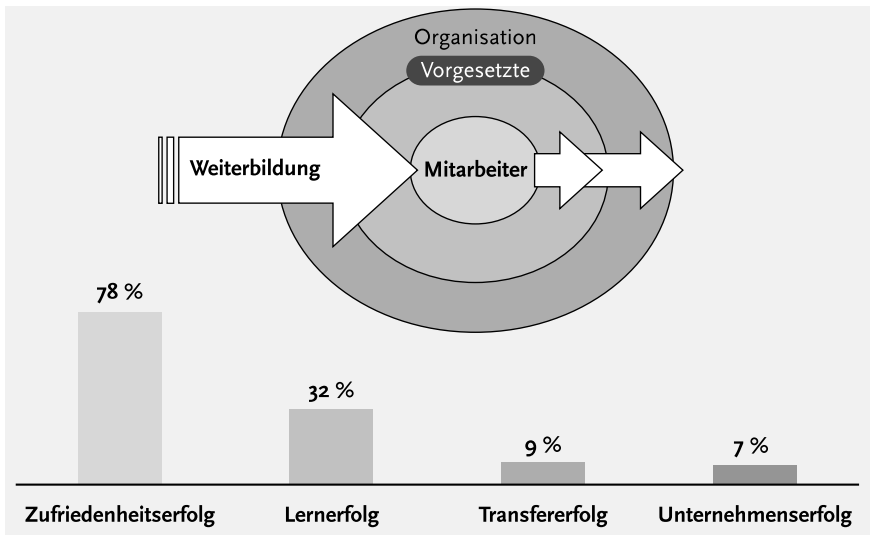 Organisation
Vorgesetzte
Weiterbildung
Mitarbeiter
78 %
32 %
9 %
7 %
Zufriedenheitserfolg
Lernerfolg
Transfererfolg
Unternehmenserfolg